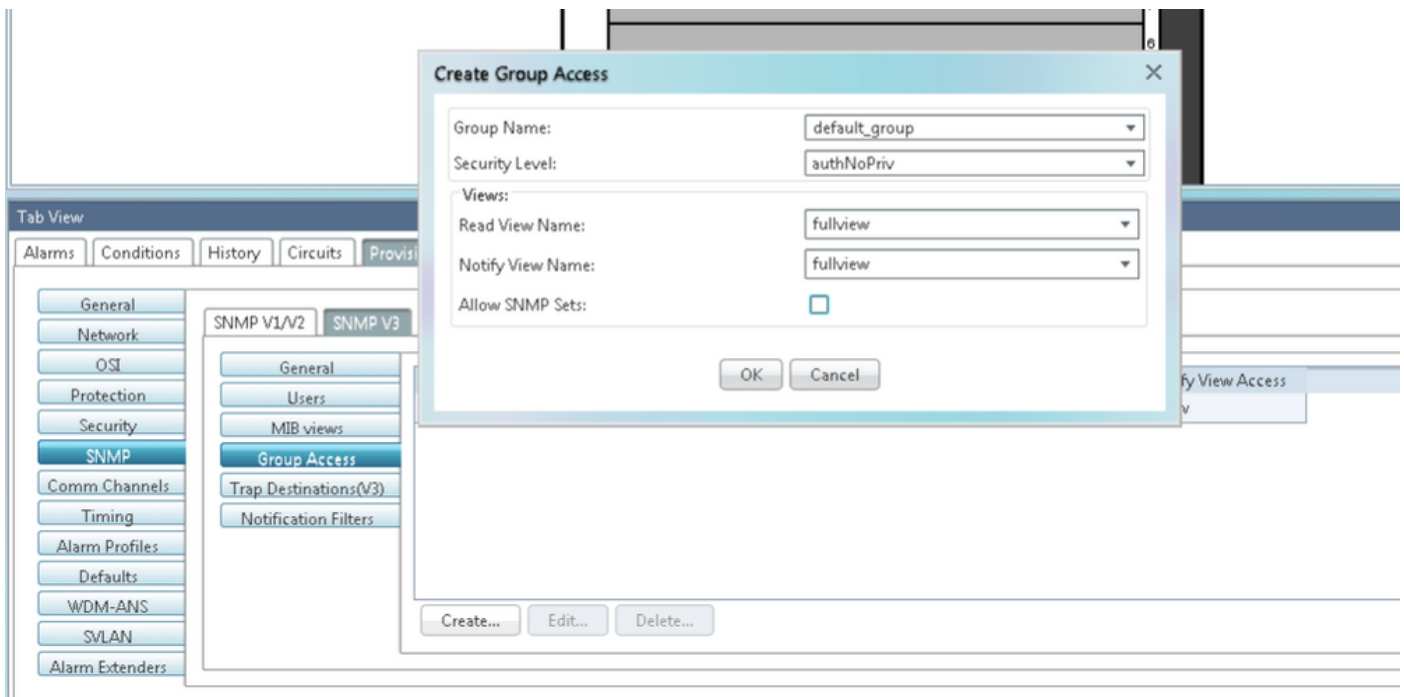 6
Create Group Access
Group Name: default_group
Security Level: authNoPriv
Views:
Read View Name: fullview
Notify View Name: fullview
Allow SNMP Sets:
OK Cancel
Tab View
Alarms Conditions History Circuits Provisi
General
Network
OSI
Protection
Security
SNMP
Comm Channels
Timing
Alarm Profiles
Defaults
WDM-ANS
SVLAN
Alarm Extenders
SNMP V1/V2 SNMP V3
General
Users
MIB views
Group Access
Trap Destinations(V3)
Notification Filters
fy View Access
Create... Edit... Delete...